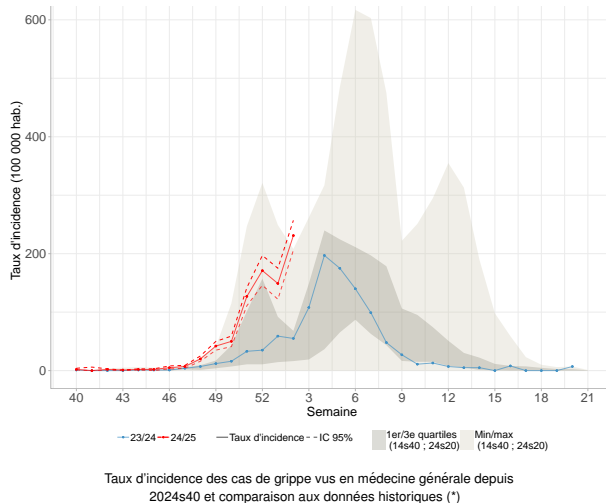 600
400
200
0
Taux d'incidence (100 000 hab.)
40 43 46 49 52 3 6 9 12 15 18 21
Semaine
23/24 24/25 Taux d'incidence IC 95% 1er/3e quartiles Min/max
(14s40 ; 24s20) (14s40 ; 24s20)
Taux d'incidence des cas de grippe vus en médecine générale depuis
2024s40 et comparaison aux données historiques (*)